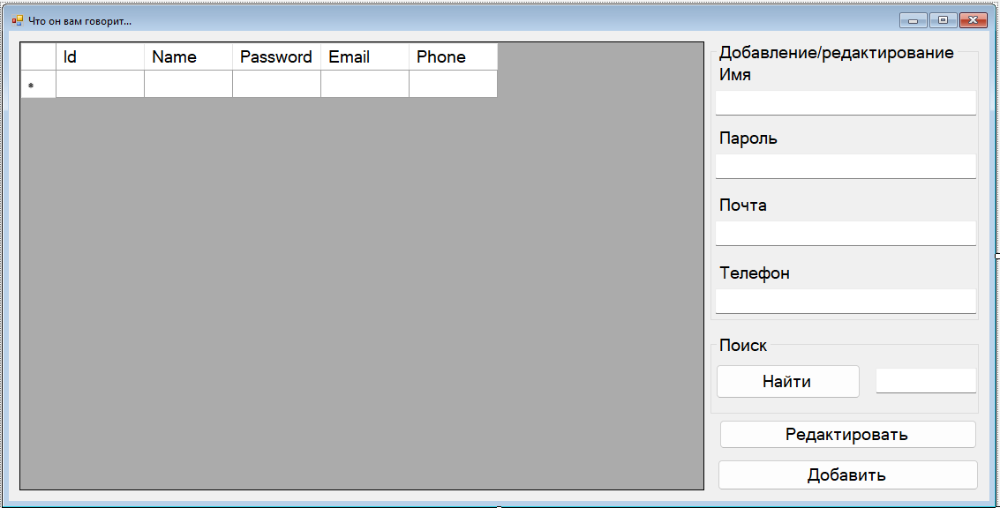 Что он вам говорит...
Id Name Password Email Phone
*
Добавление/редактирование
Имя
Пароль
Почта
Телефон
Поиск
Найти
Редактировать
Добавить